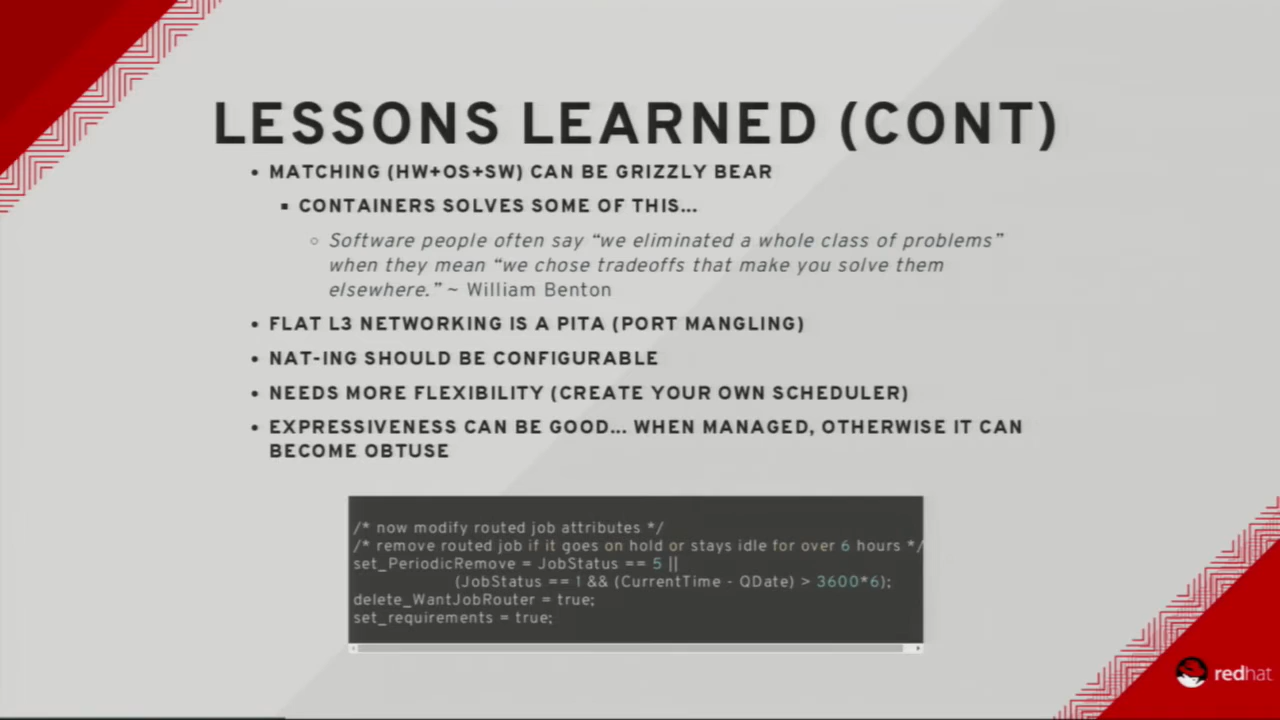 LESSONS LEARNED (CONT)
• MATCHING (HW+OS+SW) CAN BE GRIZZLY BEAR
▪ CONTAINERS SOLVES SOME OF THIS...
○ Software people often say “we eliminated a whole class of problems”
when they mean “we chose tradeoffs that make you solve them
elsewhere.” ~ William Benton
• FLAT L3 NETWORKING IS A PITA (PORT MANGLING)
• NAT-ING SHOULD BE CONFIGURABLE
• NEEDS MORE FLEXIBILITY (CREATE YOUR OWN SCHEDULER)
• EXPRESSIVENESS CAN BE GOOD... WHEN MANAGED, OTHERWISE IT CAN
BECOME OBTUSE
/* now modify routed job attributes */
/* remove routed job if it goes on hold or stays idle for over 6 hours */
set_PeriodicRemove = JobStatus == 5 ||
(JobStatus == 1 && (CurrentTime - QDate) > 3600*6);
delete_WantJobRouter = true;
set_requirements = true;
redhat